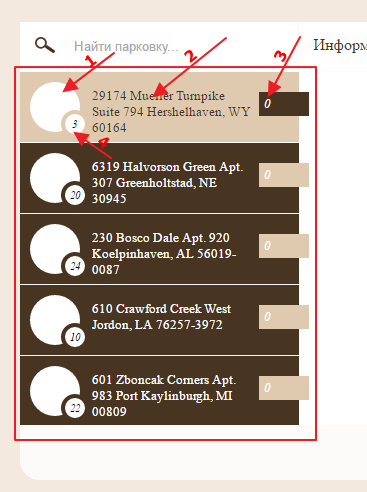 Найти парковку...
Информ
1
2
3
4
29174 Mueller Turnpike
Suite 794 Hershelhaven, WY
60164
3
0
6319 Halvorson Green Apt.
307 Greenholtstad, NE
30945
20
0
230 Bosco Dale Apt. 920
Koelpinhaven, AL 56019-
0087
24
0
610 Crawford Creek West
Jordon, LA 76257-3972
10
0
601 Zboncak Corners Apt.
983 Port Kaylinburgh, MI
00809
22
0